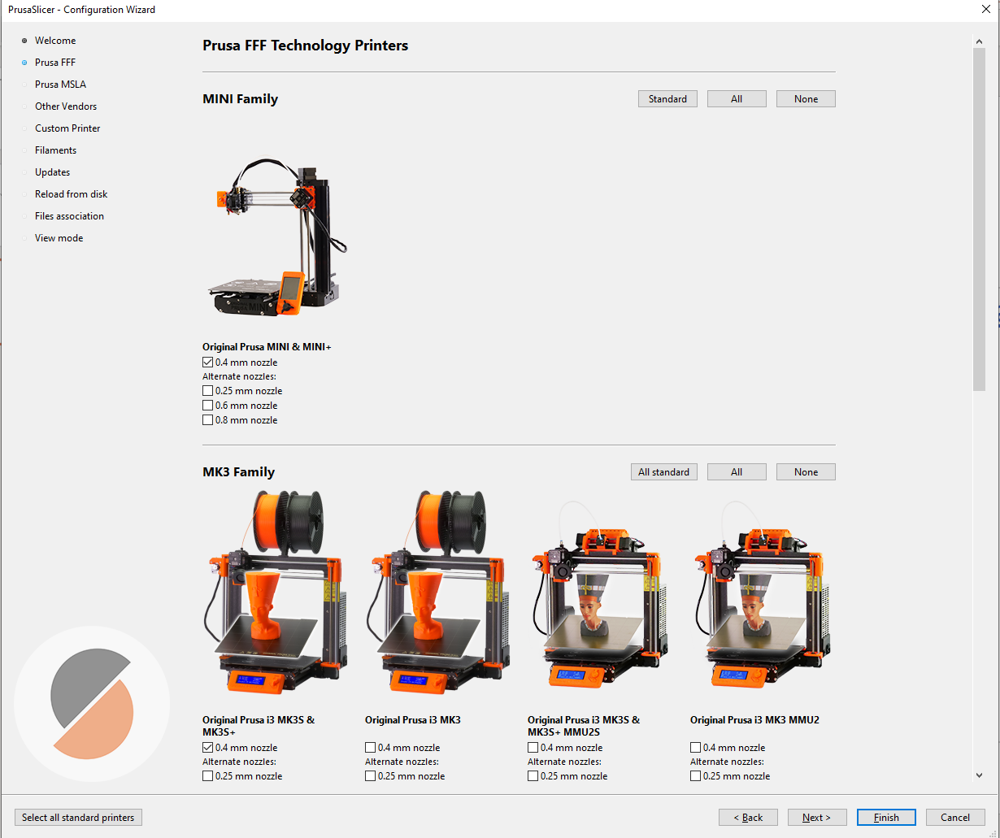 PrusaSlicer - Configuration Wizard
Welcome
Prusa FFF
Prusa MSLA
Other Vendors
Custom Printer
Filaments
Updates
Reload from disk
Files association
View mode
Prusa FFF Technology Printers
MINI Family
Standard
All
None
MINI
Original Prusa MINI & MINI+
0.4 mm nozzle
Alternate nozzles:
0.25 mm nozzle
0.6 mm nozzle
0.8 mm nozzle
MK3 Family
All standard
All
None
Original Prusa i3 MK3S &
MK3S+
0.4 mm nozzle
Alternate nozzles:
0.25 mm nozzle
Original Prusa i3 MK3
0.4 mm nozzle
Alternate nozzles:
0.25 mm nozzle
Original Prusa i3 MK3S &
MK3S+ MMU2S
0.4 mm nozzle
Alternate nozzles:
0.25 mm nozzle
Original Prusa i3 MK3 MMU2
0.4 mm nozzle
Alternate nozzles:
0.25 mm nozzle
Select all standard printers
< Back
Next >
Finish
Cancel